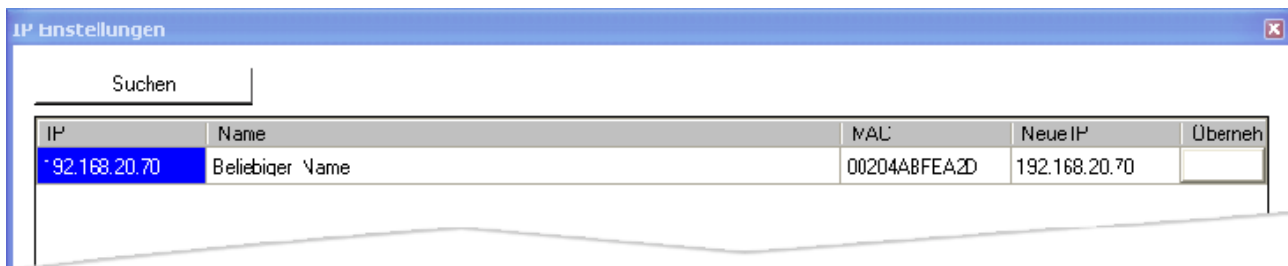 IP Einstellungen
Suchen
IP Name MAC Neue IP Überneh
192.168.20.70 Beliebiger Name 00204ABFEA2D 192.168.20.70